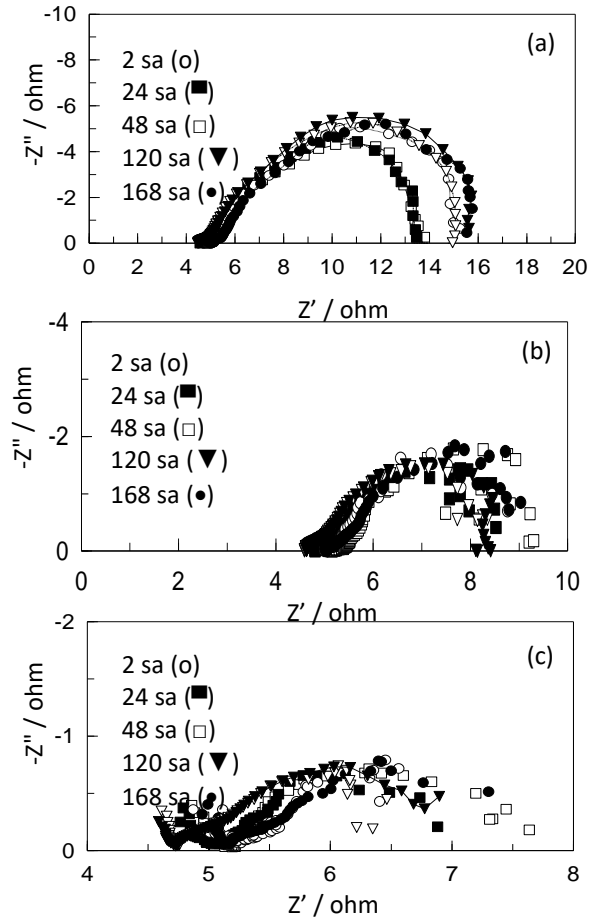 -10
(a)
2 sa (o)
-8
24 sa (■)
-6
48 sa (□)
-4
120 sa (▼)
-2
168 sa (●)
0
0 2 4 6 8 10 12 14 16 18 20
-Z" / ohm
Z' / ohm
-4
(b)
2 sa (o)
24 sa (■)
48 sa (□)
-2
120 sa (▼)
168 sa (●)
0
0 2 4 6 8 10
-Z" / ohm
Z' / ohm
-2
(c)
2 sa (o)
24 sa (■)
48 sa (□)
-1
120 sa (▼)
168 sa (●)
0
4 5 6 7 8
-Z" / ohm
Z' / ohm